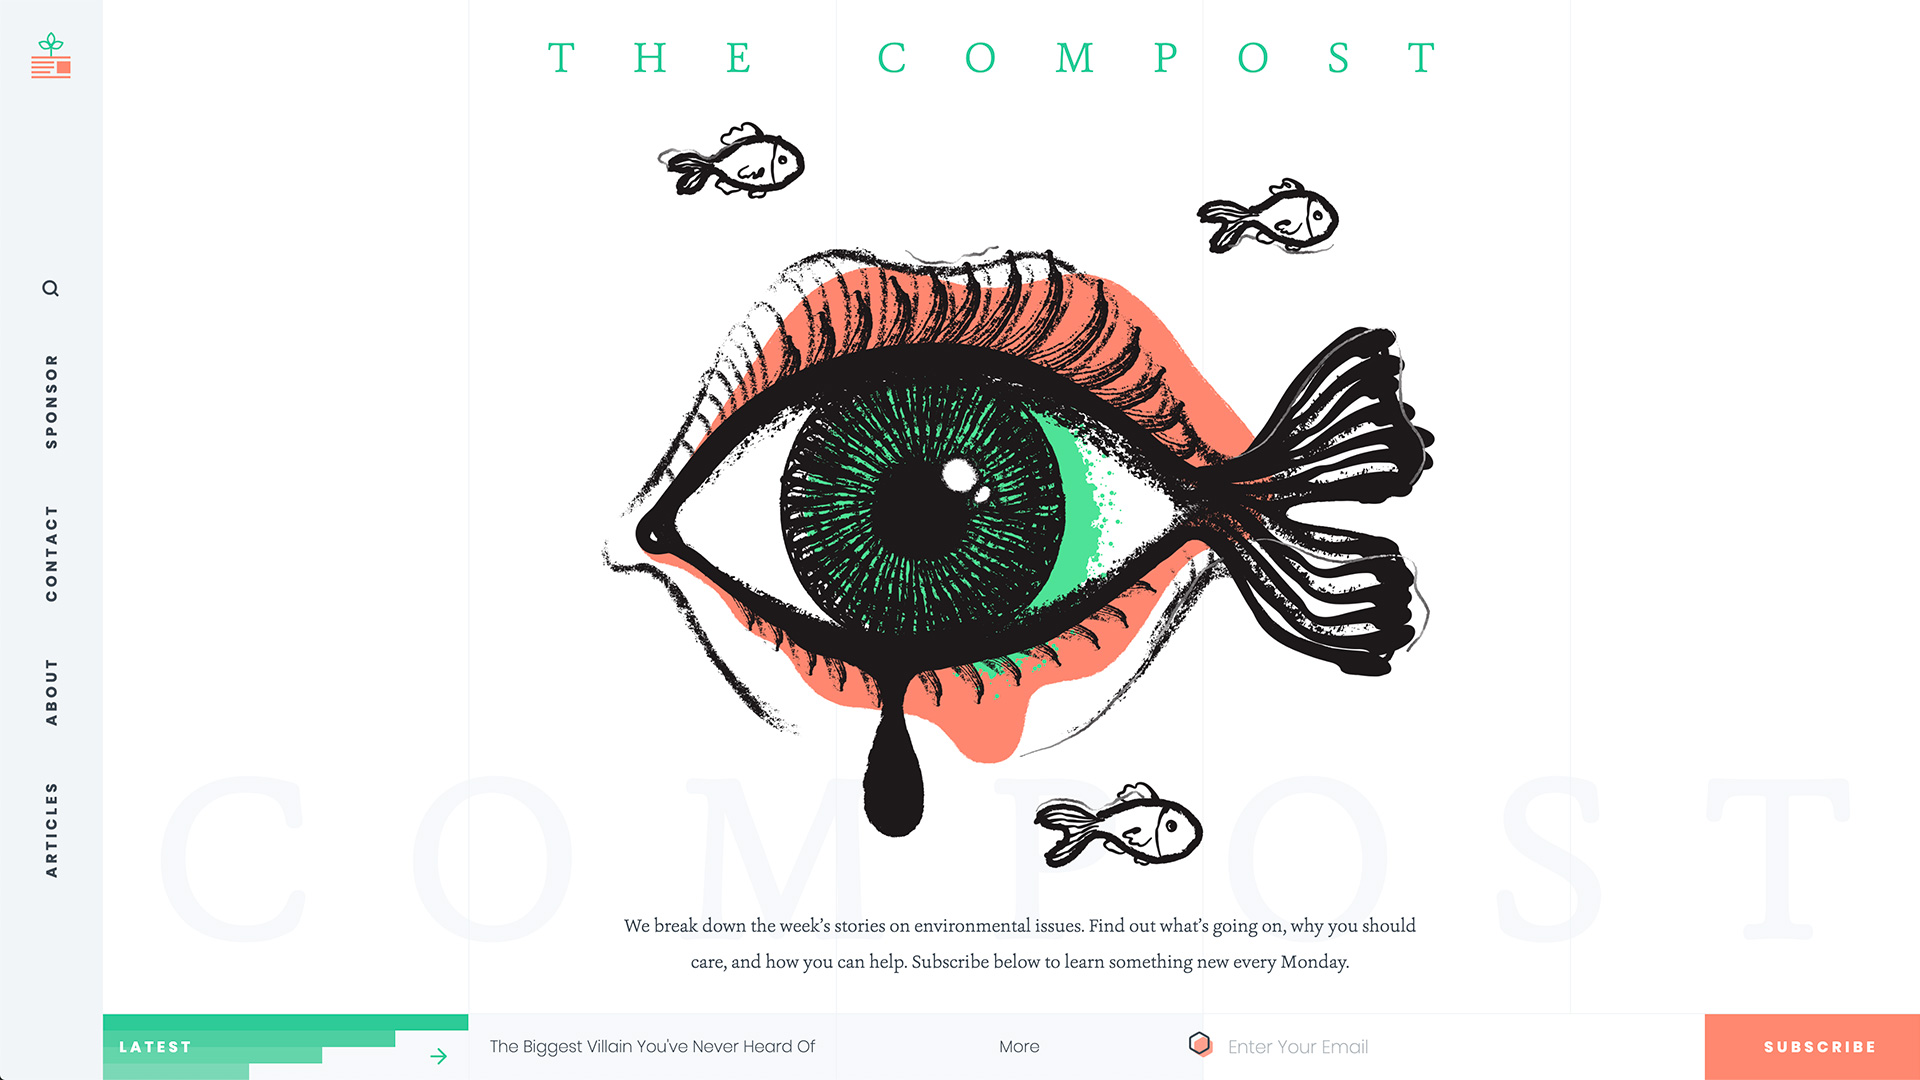 THE COMPOST
SPONSOR
CONTACT
ABOUT
ARTICLES
COMPOST
We break down the week's stories on environmental issues. Find out what's going on, why you should
care, and how you can help. Subscribe below to learn something new every Monday.
LATEST
The Biggest Villain You've Never Heard Of
More
Enter Your Email
SUBSCRIBE